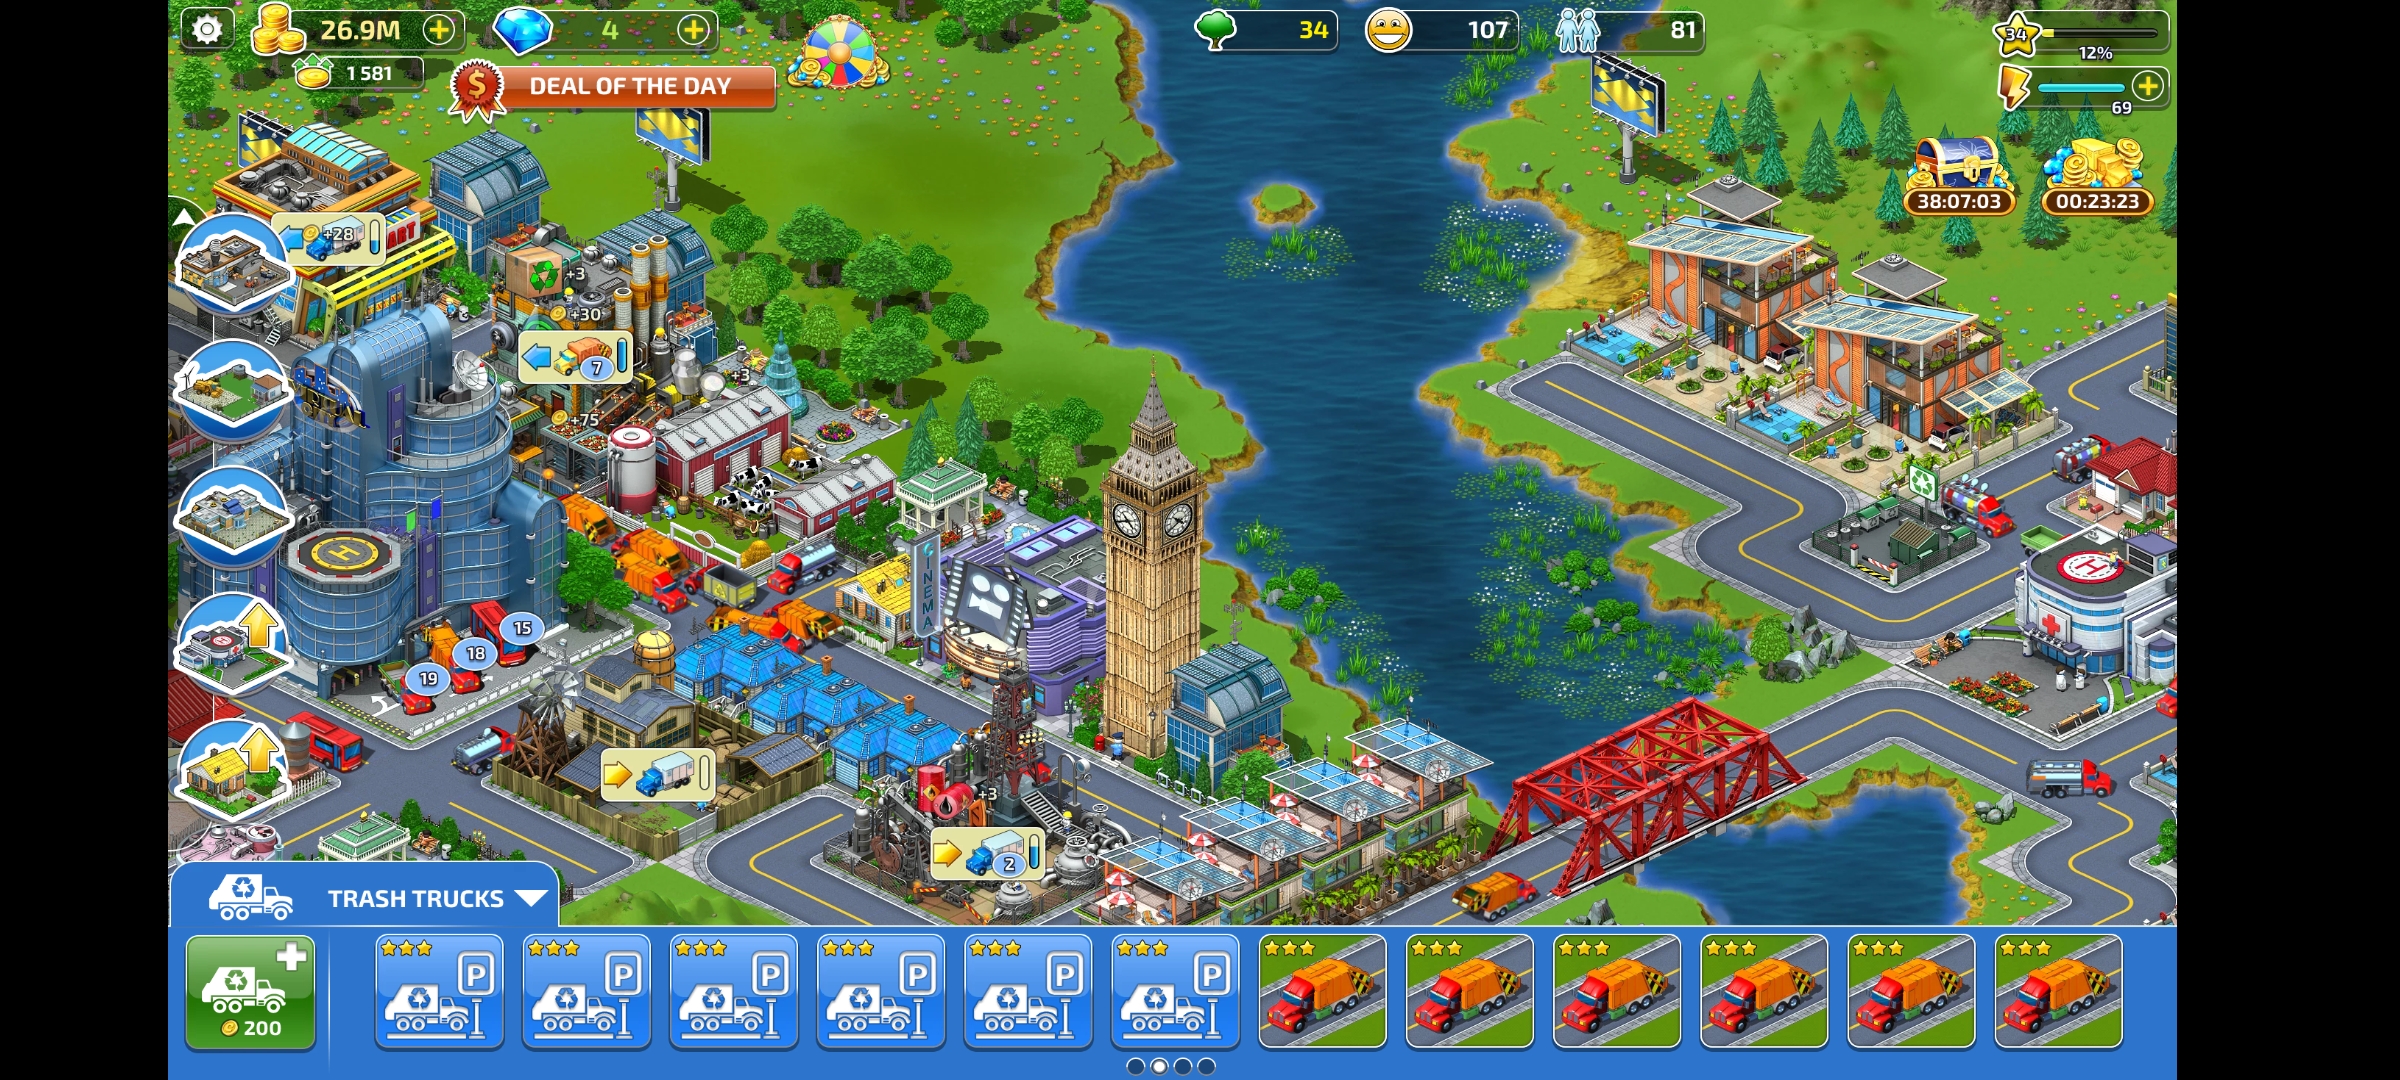 26.9M
4
34
107
81
34
12%
1 581
DEAL OF THE DAY
69
38:07:03
00:23:23
+28
ART
+3
+30
7
+3
+75
CINEMA
H
H
15
18
19
+3
2
TRASH TRUCKS
200
P
P
P
P
P
P